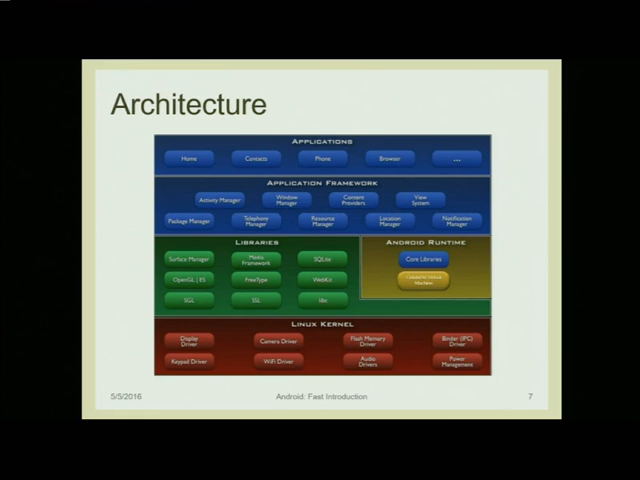 Architecture
APPLICATIONS
Home Contacts Phone Browser ...
APPLICATION FRAMEWORK
Activity Manager Window Manager Content Providers View System
Package Manager Telephony Manager Resource Manager Location Manager Notification Manager
LIBRARIES
Surface Manager Media Framework SQLite
OpenGL | ES FreeType WebKit
SGL SSL libc
ANDROID RUNTIME
Core Libraries
Virtual Machine
LINUX KERNEL
Display Driver Camera Driver Flash Memory Driver Binder (IPC) Driver
Keypad Driver WiFi Driver Audio Drivers Power Management
5/5/2016 Android: Fast Introduction 7